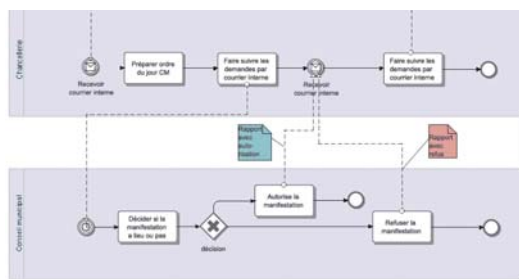 Chancellerie
Recevoir
courrier interne
Préparer ordre
du jour CM
Faire suivre les
demandes par
courrier interne
Recevoir
courrier interne
Faire suivre les
demandes par
courrier interne
Rapport
avec
auto-
risation
Rapport
avec
refus
Conseil municipal
Décider si la
manifestation
a lieu ou pas
décision
Autorise la
manifestation
Refuser la
manifestation